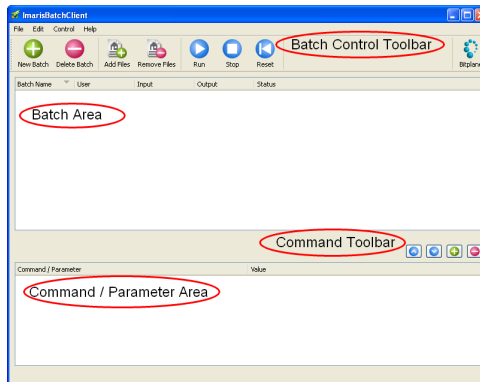 ImarisBatchClient
File Edit Control Help
New Batch Delete Batch Add Files Remove Files Run Stop Reset Batch Control Toolbar Bitplane
Batch Name User Input Output Status
Batch Area
Command Toolbar
Command / Parameter Value
Command / Parameter Area